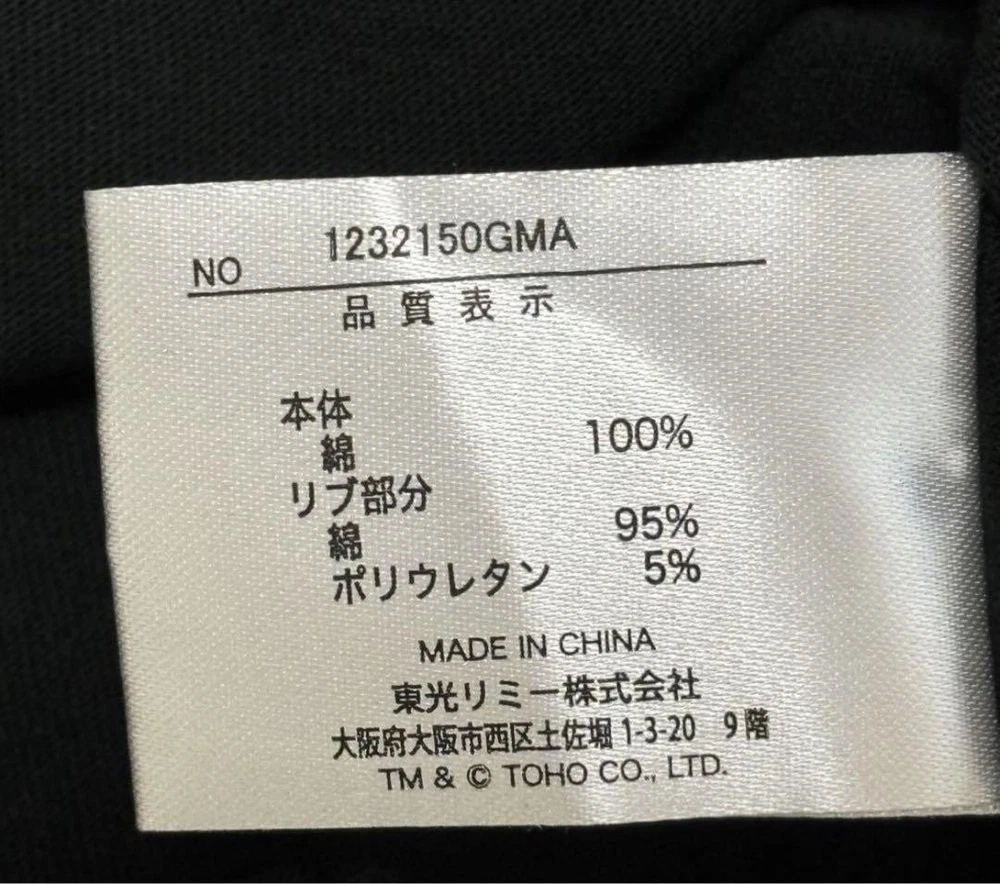 NO 1232150GMA
品質表示
本体
綿 100%
リブ部分
綿 95%
ポリウレタン 5%
MADE IN CHINA
東光リミー株式会社
大阪府大阪市西区土佐堀 1-3-20 9階
TM & © TOHO CO., LTD.